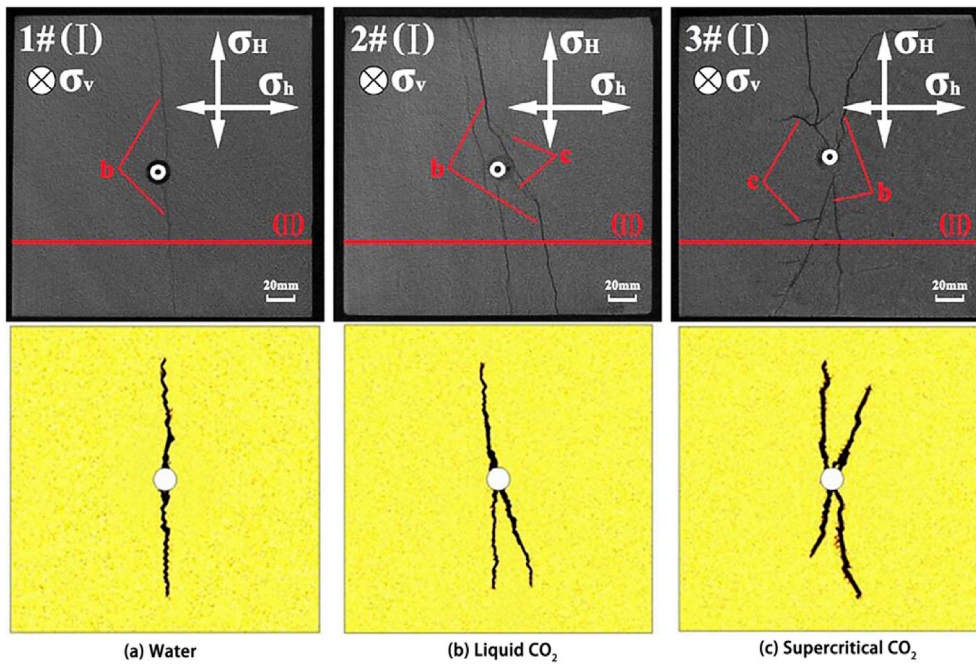 1# (I)
σH
σv
σh
b
(II)
20mm
2# (I)
σH
σv
σh
b
c
(II)
20mm
3# (I)
σH
σv
σh
c
b
(II)
20mm
(a) Water
(b) Liquid CO₂
(c) Supercritical CO₂